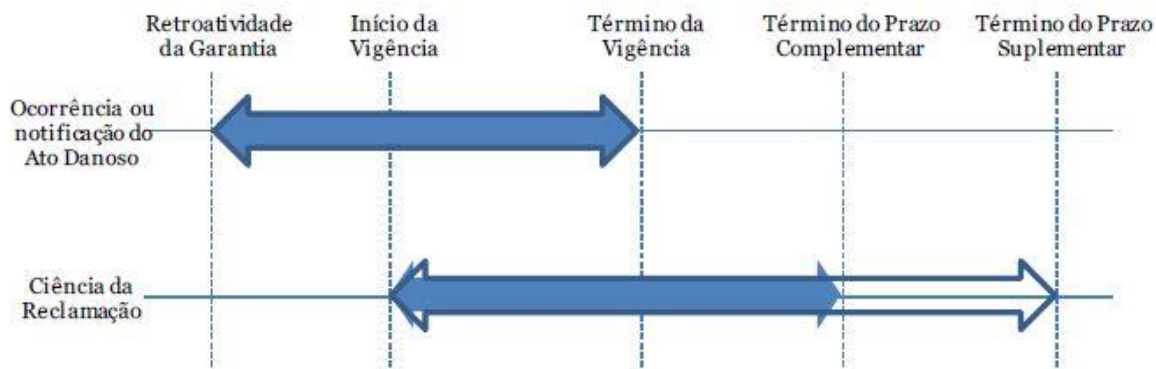 Retroatividade
da Garantia
Início da
Vigência
Término da
Vigência
Término do Prazo
Complementar
Término do Prazo
Suplementar
Ocorrência ou
notificação do
Ato Danoso
Ciência da
Reclamação